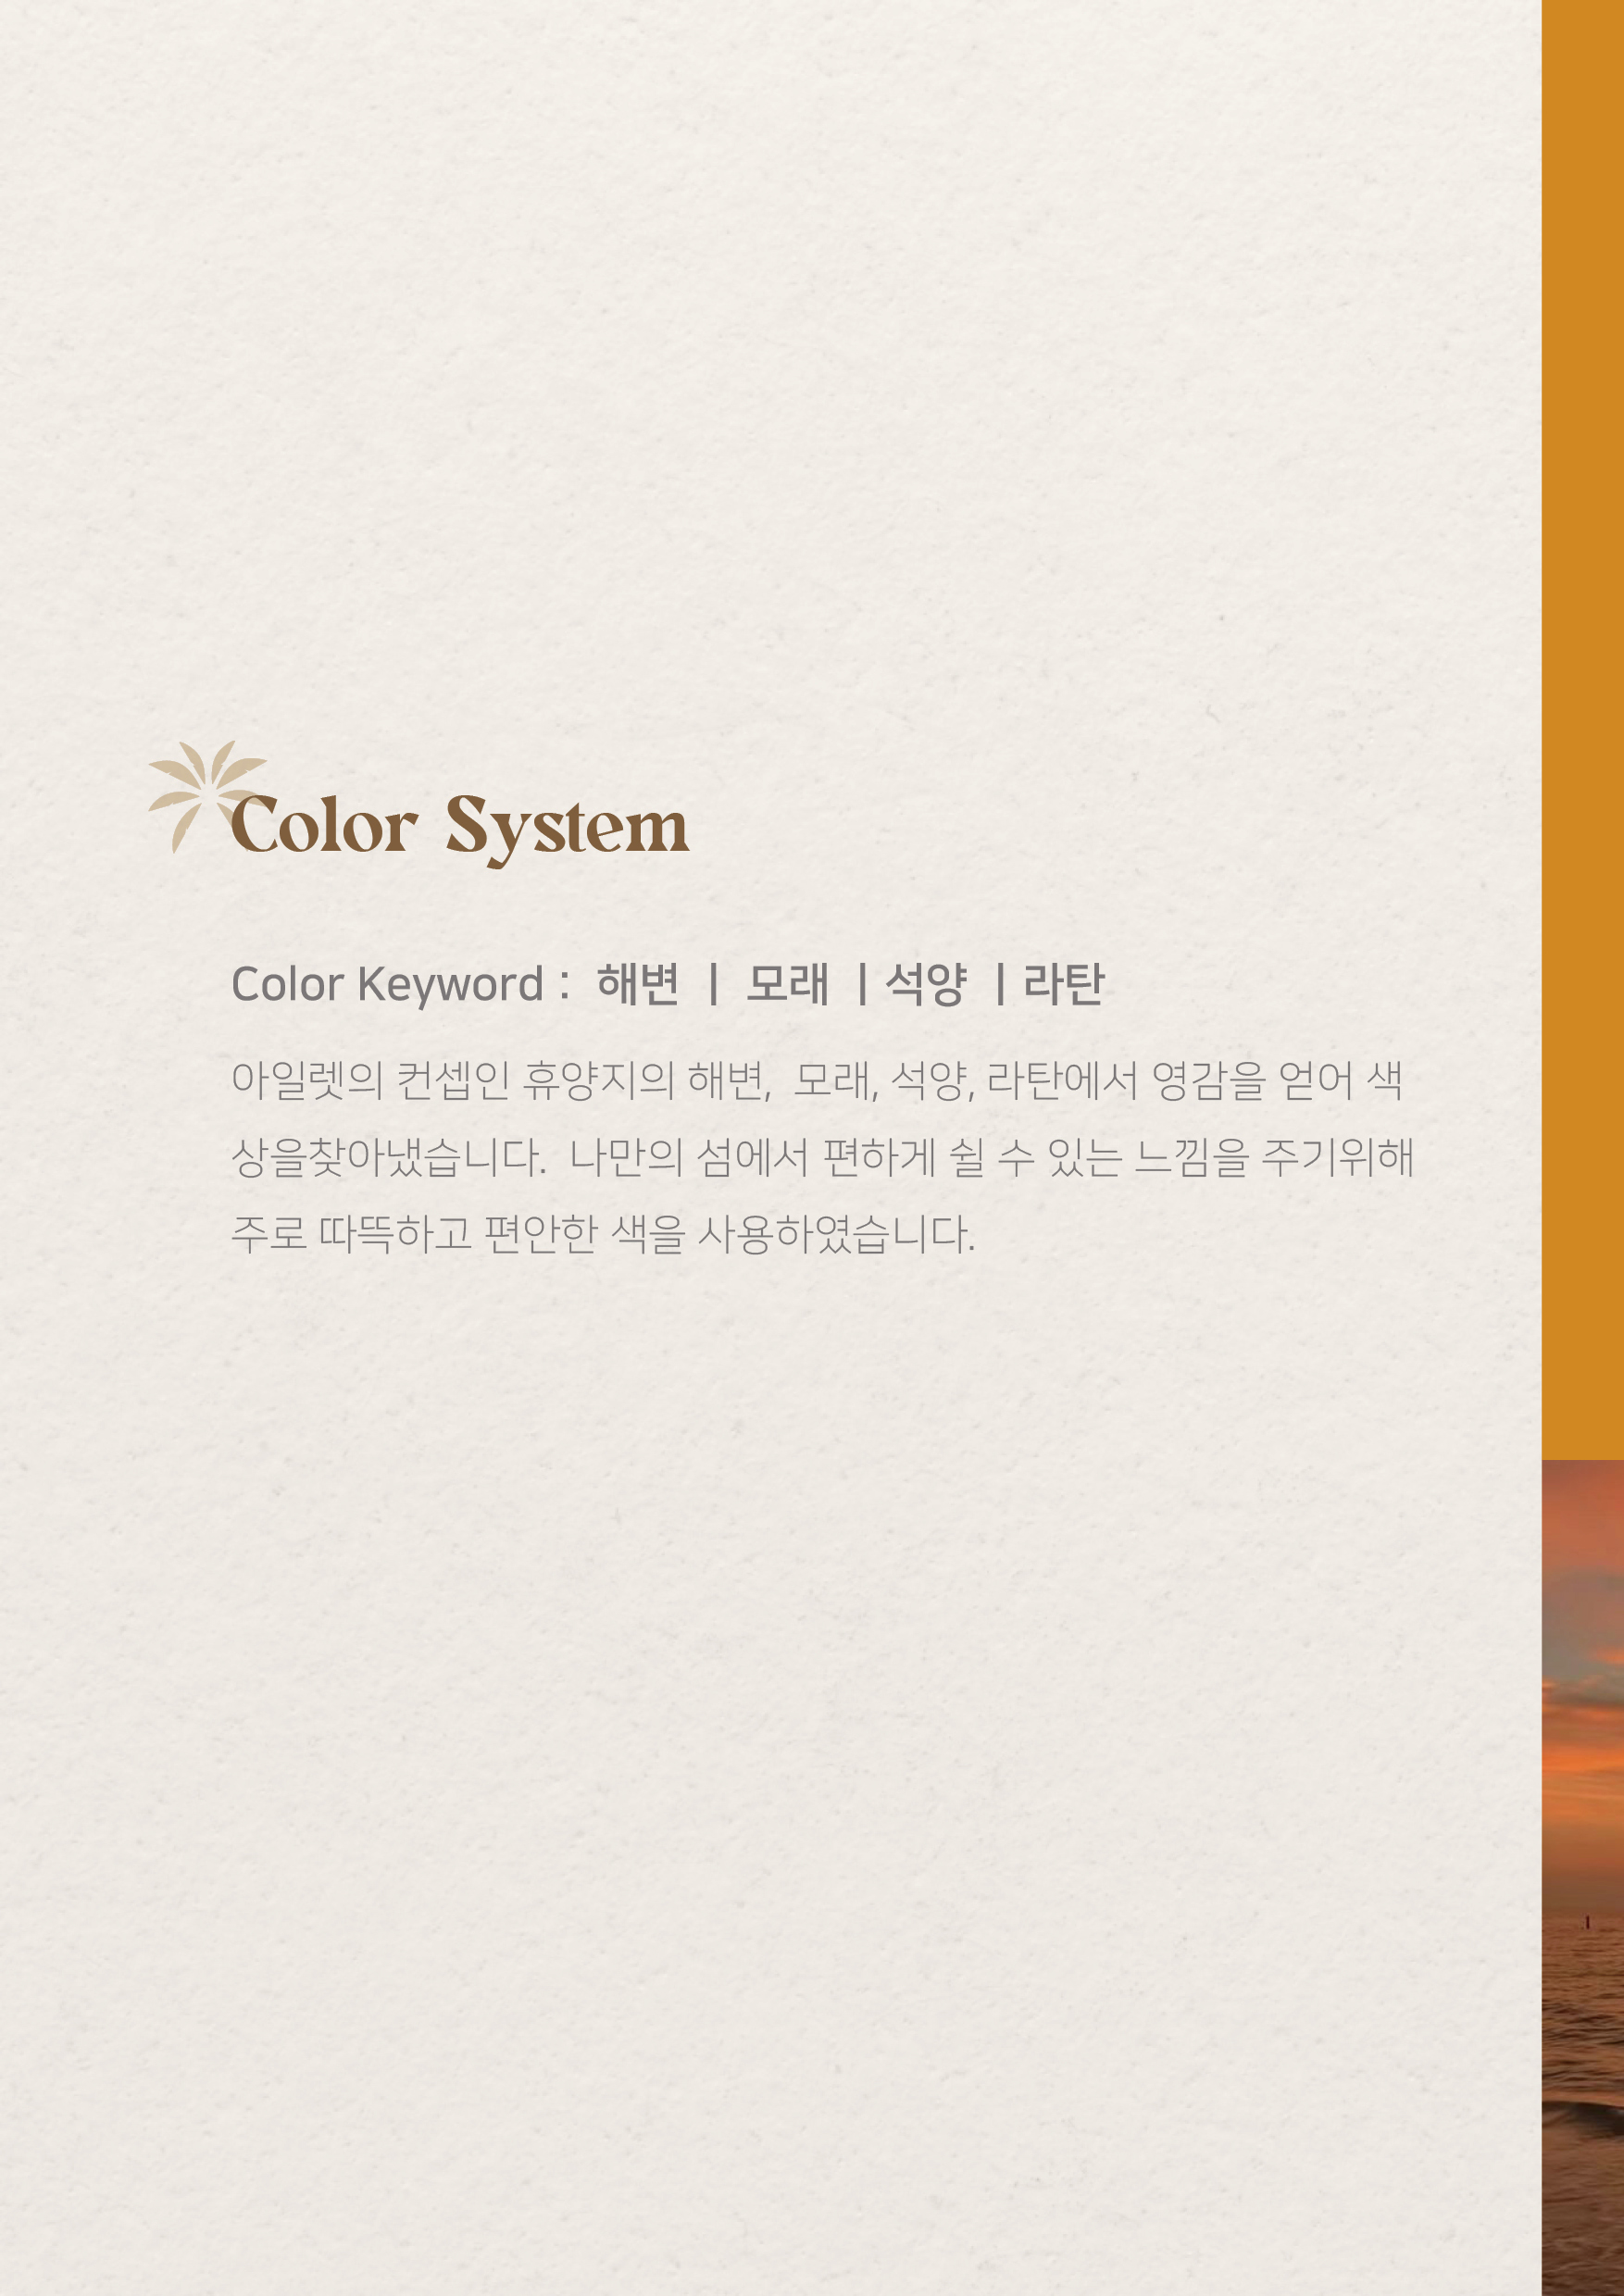 Color System
Color Keyword : 해변 | 모래 | 석양 | 라탄
아일렛의 컨셉인 휴양지의 해변, 모래, 석양, 라탄에서 영감을 얻어 색
상을찾아냈습니다. 나만의 섬에서 편하게 쉴 수 있는 느낌을 주기위해
주로 따뜩하고 편안한 색을 사용하였습니다.